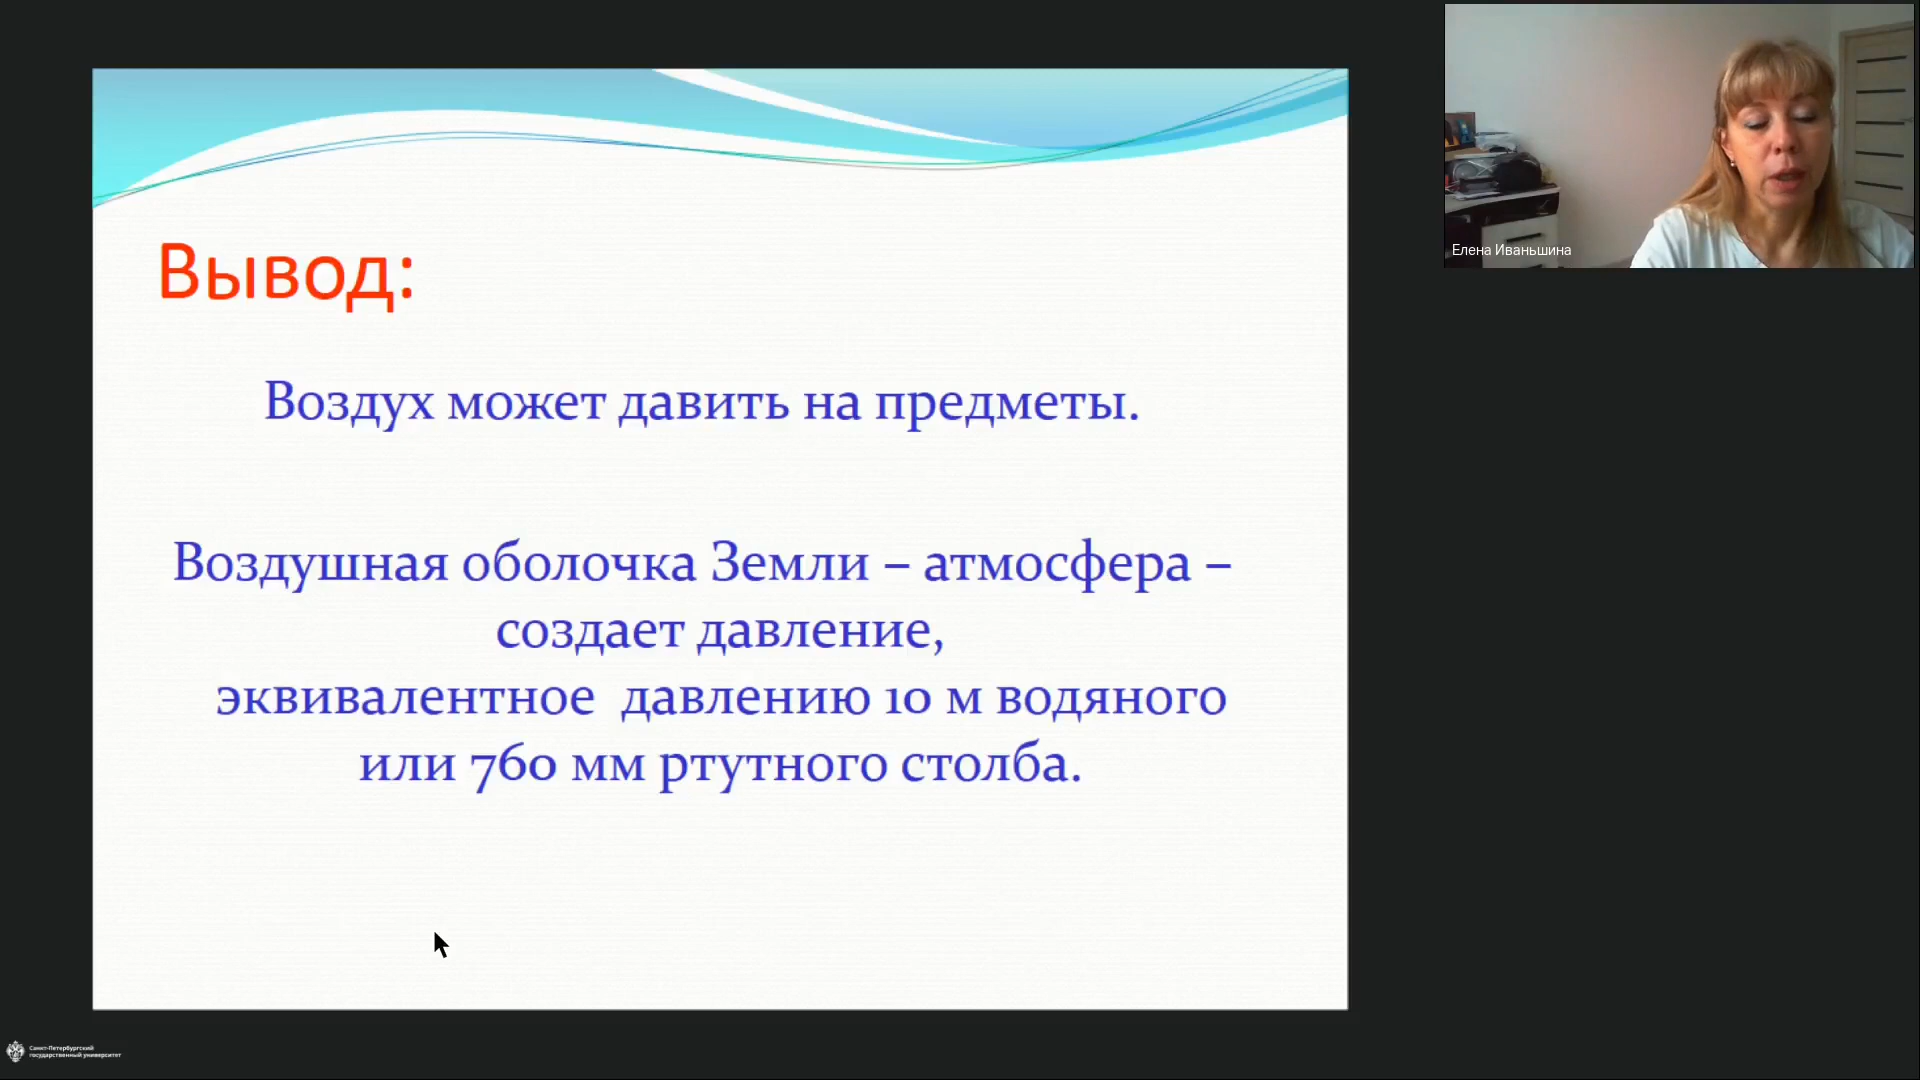 Вывод:
Воздух может давить на предметы.
Воздушная оболочка Земли – атмосфера –
создает давление,
эквивалентное давлению 10 м водяного
или 760 мм ртутного столба.
Елена Иваньшина
Санкт-Петербургский
государственный университет